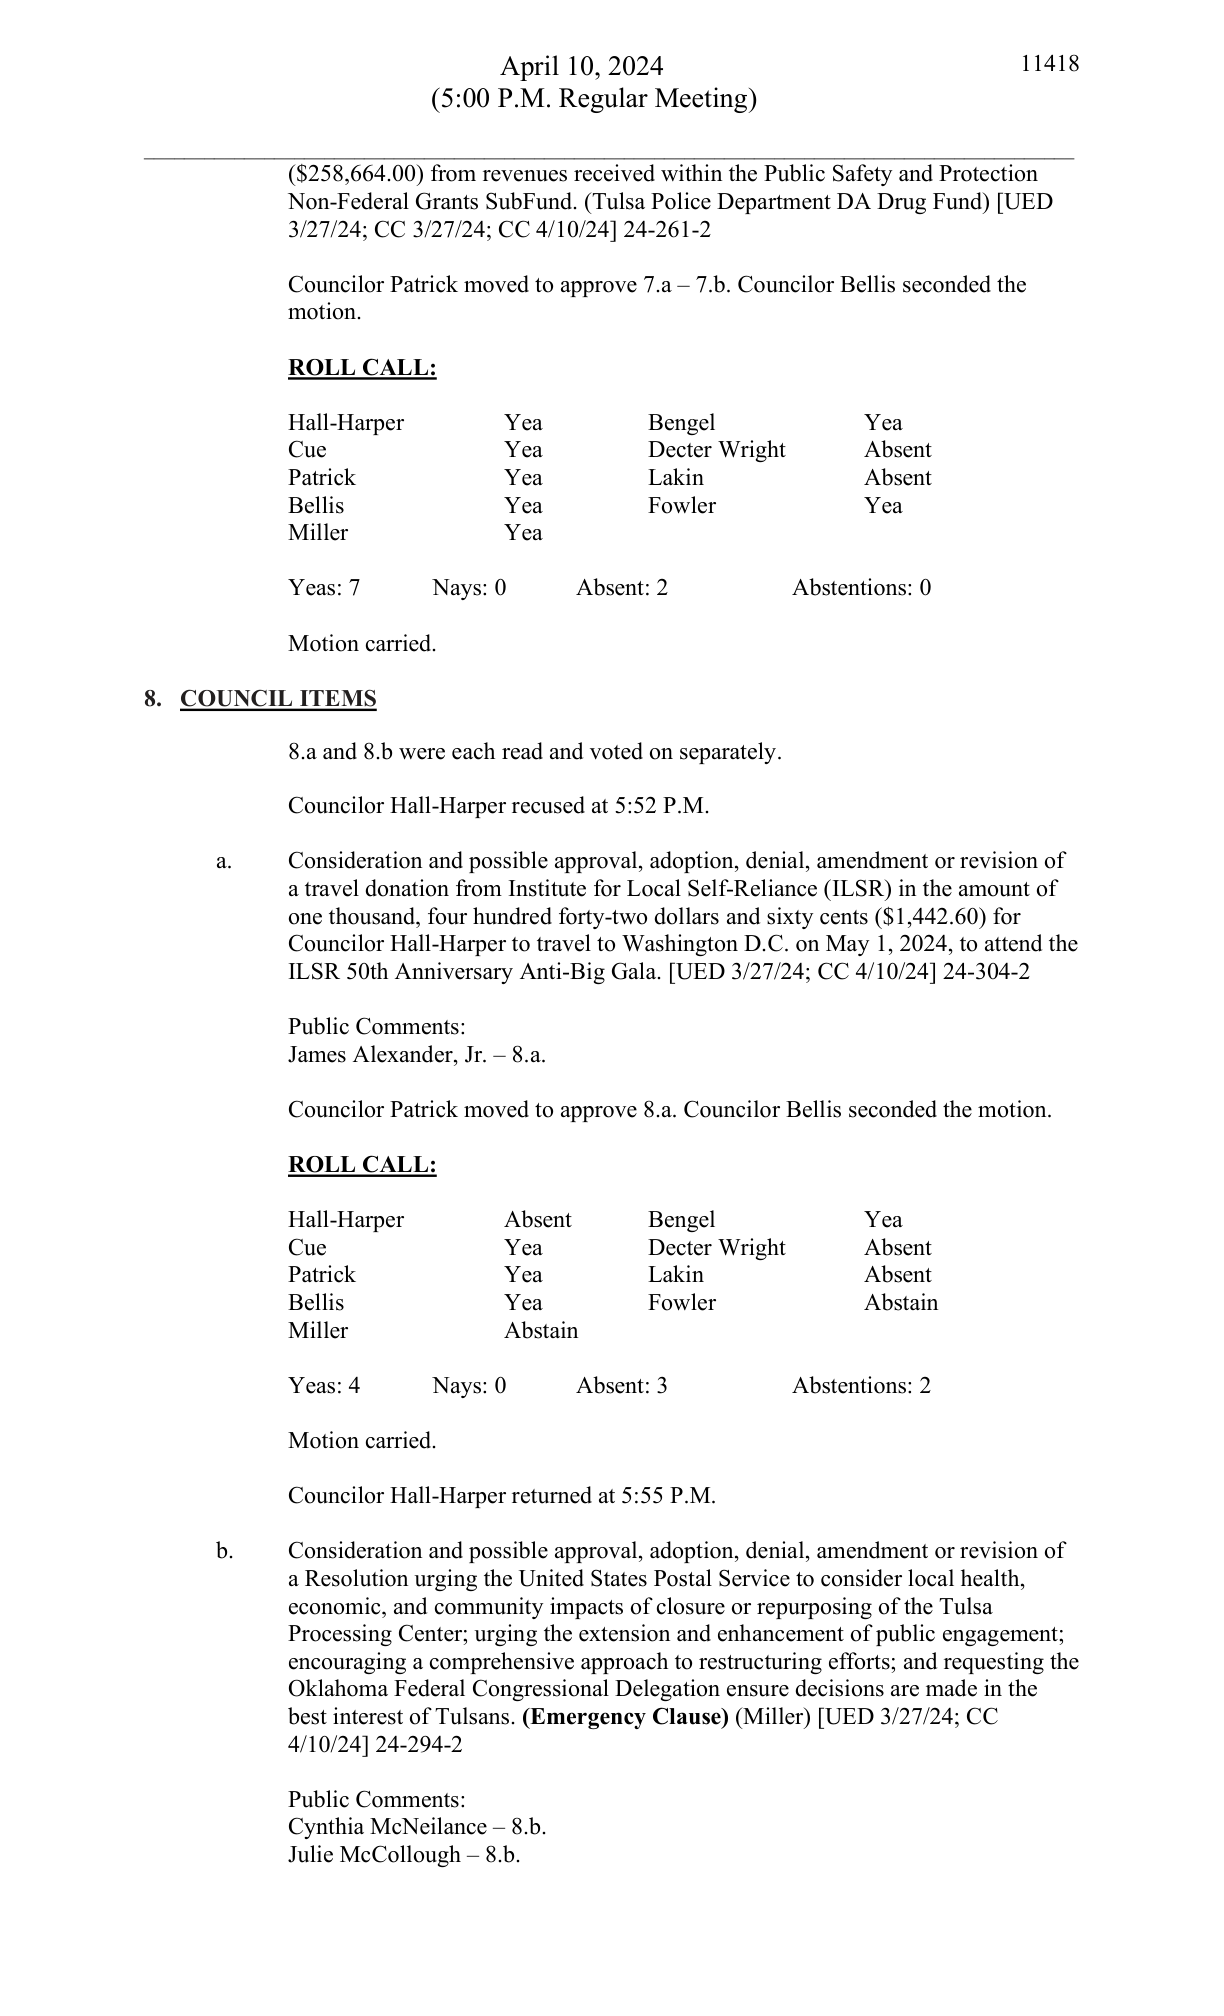 April 10, 2024
11418
(5:00 P.M. Regular Meeting)
($258,664.00) from revenues received within the Public Safety and Protection
Non-Federal Grants SubFund. (Tulsa Police Department DA Drug Fund) [UED
3/27/24; CC 3/27/24; CC 4/10/24] 24-261-2
Councilor Patrick moved to approve 7.a – 7.b. Councilor Bellis seconded the
motion.
ROLL CALL:
Hall-Harper Yea Bengel Yea
Cue Yea Decter Wright Absent
Patrick Yea Lakin Absent
Bellis Yea Fowler Yea
Miller Yea
Yeas: 7 Nays: 0 Absent: 2 Abstentions: 0
Motion carried.
8. COUNCIL ITEMS
8.a and 8.b were each read and voted on separately.
Councilor Hall-Harper recused at 5:52 P.M.
a. Consideration and possible approval, adoption, denial, amendment or revision of
a travel donation from Institute for Local Self-Reliance (ILSR) in the amount of
one thousand, four hundred forty-two dollars and sixty cents ($1,442.60) for
Councilor Hall-Harper to travel to Washington D.C. on May 1, 2024, to attend the
ILSR 50th Anniversary Anti-Big Gala. [UED 3/27/24; CC 4/10/24] 24-304-2
Public Comments:
James Alexander, Jr. – 8.a.
Councilor Patrick moved to approve 8.a. Councilor Bellis seconded the motion.
ROLL CALL:
Hall-Harper Absent Bengel Yea
Cue Yea Decter Wright Absent
Patrick Yea Lakin Absent
Bellis Yea Fowler Abstain
Miller Abstain
Yeas: 4 Nays: 0 Absent: 3 Abstentions: 2
Motion carried.
Councilor Hall-Harper returned at 5:55 P.M.
b. Consideration and possible approval, adoption, denial, amendment or revision of
a Resolution urging the United States Postal Service to consider local health,
economic, and community impacts of closure or repurposing of the Tulsa
Processing Center; urging the extension and enhancement of public engagement;
encouraging a comprehensive approach to restructuring efforts; and requesting the
Oklahoma Federal Congressional Delegation ensure decisions are made in the
best interest of Tulsans. (Emergency Clause) (Miller) [UED 3/27/24; CC
4/10/24] 24-294-2
Public Comments:
Cynthia McNeilance – 8.b.
Julie McCollough – 8.b.